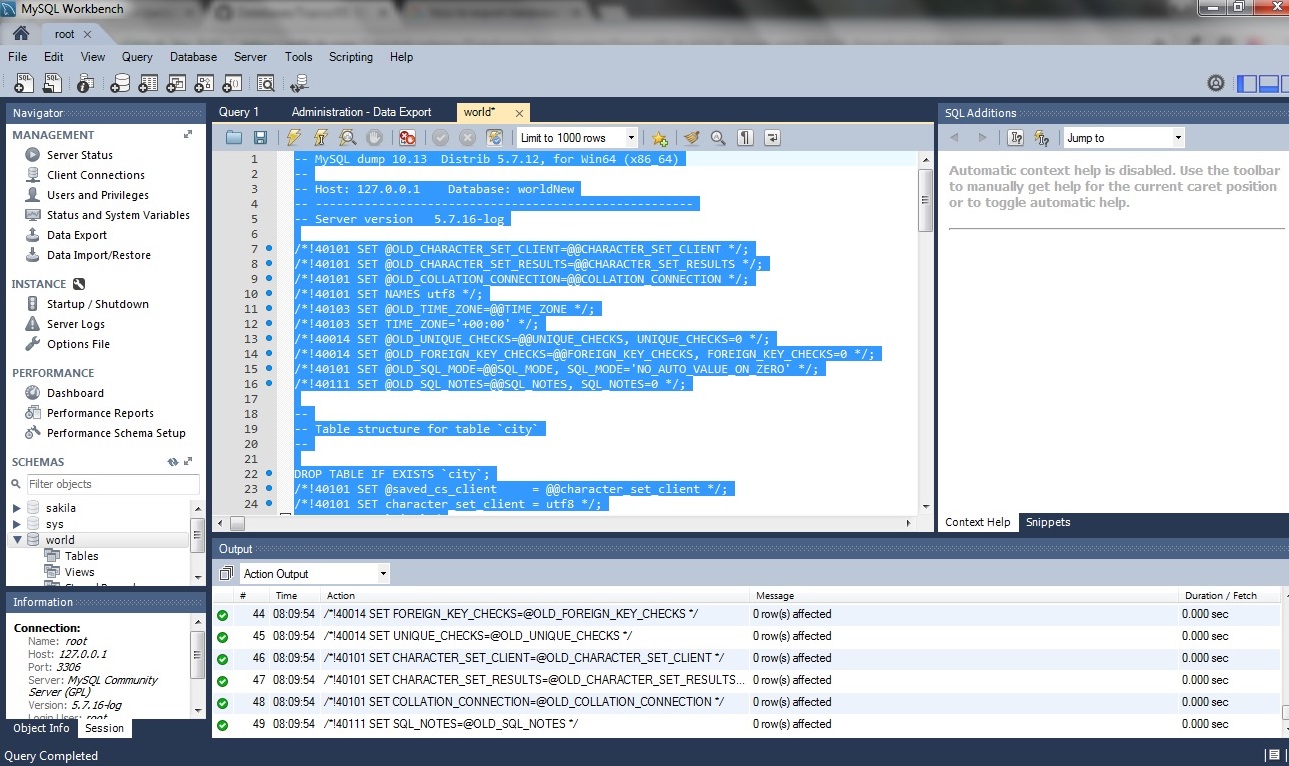 MySQL Workbench
root
File Edit View Query Database Server Tools Scripting Help
Navigator
MANAGEMENT
Server Status
Client Connections
Users and Privileges
Status and System Variables
Data Export
Data Import/Restore
INSTANCE
Startup / Shutdown
Server Logs
Options File
PERFORMANCE
Dashboard
Performance Reports
Performance Schema Setup
SCHEMAS
Filter objects
sakila
sys
world
Tables
Views
Information
Connection:
Name: root
Host: 127.0.0.1
Port: 3306
Server: MySQL Community
Server (GPL)
Version: 5.7.16-log
Login User: root
Object Info Session
Query 1 Administration - Data Export world*
Limit to 1000 rows
1 -- MySQL dump 10.13  Distrib 5.7.12, for Win64 (x86_64)
2 --
3 -- Host: 127.0.0.1    Database: worldNew
4 -- ------------------------------------------------------
5 -- Server version   5.7.16-log
6
7 /*!40101 SET @OLD_CHARACTER_SET_CLIENT=@@CHARACTER_SET_CLIENT */;
8 /*!40101 SET @OLD_CHARACTER_SET_RESULTS=@@CHARACTER_SET_RESULTS */;
9 /*!40101 SET @OLD_COLLATION_CONNECTION=@@COLLATION_CONNECTION */;
10 /*!40101 SET NAMES utf8 */;
11 /*!40103 SET @OLD_TIME_ZONE=@@TIME_ZONE */;
12 /*!40103 SET TIME_ZONE='+00:00' */;
13 /*!40014 SET @OLD_UNIQUE_CHECKS=@@UNIQUE_CHECKS, UNIQUE_CHECKS=0 */;
14 /*!40014 SET @OLD_FOREIGN_KEY_CHECKS=@@FOREIGN_KEY_CHECKS, FOREIGN_KEY_CHECKS=0 */;
15 /*!40101 SET @OLD_SQL_MODE=@@SQL_MODE, SQL_MODE='NO_AUTO_VALUE_ON_ZERO' */;
16 /*!40111 SET @OLD_SQL_NOTES=@@SQL_NOTES, SQL_NOTES=0 */;
17
18 --
19 -- Table structure for table `city`
20 --
21
22 DROP TABLE IF EXISTS `city`;
23 /*!40101 SET @saved_cs_client     = @@character_set_client */;
24 /*!40101 SET character_set_client = utf8 */;
SQL Additions
Jump to
Automatic context help is disabled. Use the toolbar
to manually get help for the current caret position
or to toggle automatic help.
Context Help Snippets
Output
Action Output
# Time Action Message Duration / Fetch
44 08:09:54 /*!40014 SET FOREIGN_KEY_CHECKS=@OLD_FOREIGN_KEY_CHECKS */ 0 row(s) affected 0.000 sec
45 08:09:54 /*!40014 SET UNIQUE_CHECKS=@OLD_UNIQUE_CHECKS */ 0 row(s) affected 0.000 sec
46 08:09:54 /*!40101 SET CHARACTER_SET_CLIENT=@OLD_CHARACTER_SET_CLIENT */ 0 row(s) affected 0.000 sec
47 08:09:54 /*!40101 SET CHARACTER_SET_RESULTS=@OLD_CHARACTER_SET_RESULTS... 0 row(s) affected 0.000 sec
48 08:09:54 /*!40101 SET COLLATION_CONNECTION=@OLD_COLLATION_CONNECTION */ 0 row(s) affected 0.000 sec
49 08:09:54 /*!40111 SET SQL_NOTES=@OLD_SQL_NOTES */ 0 row(s) affected 0.000 sec
Query Completed